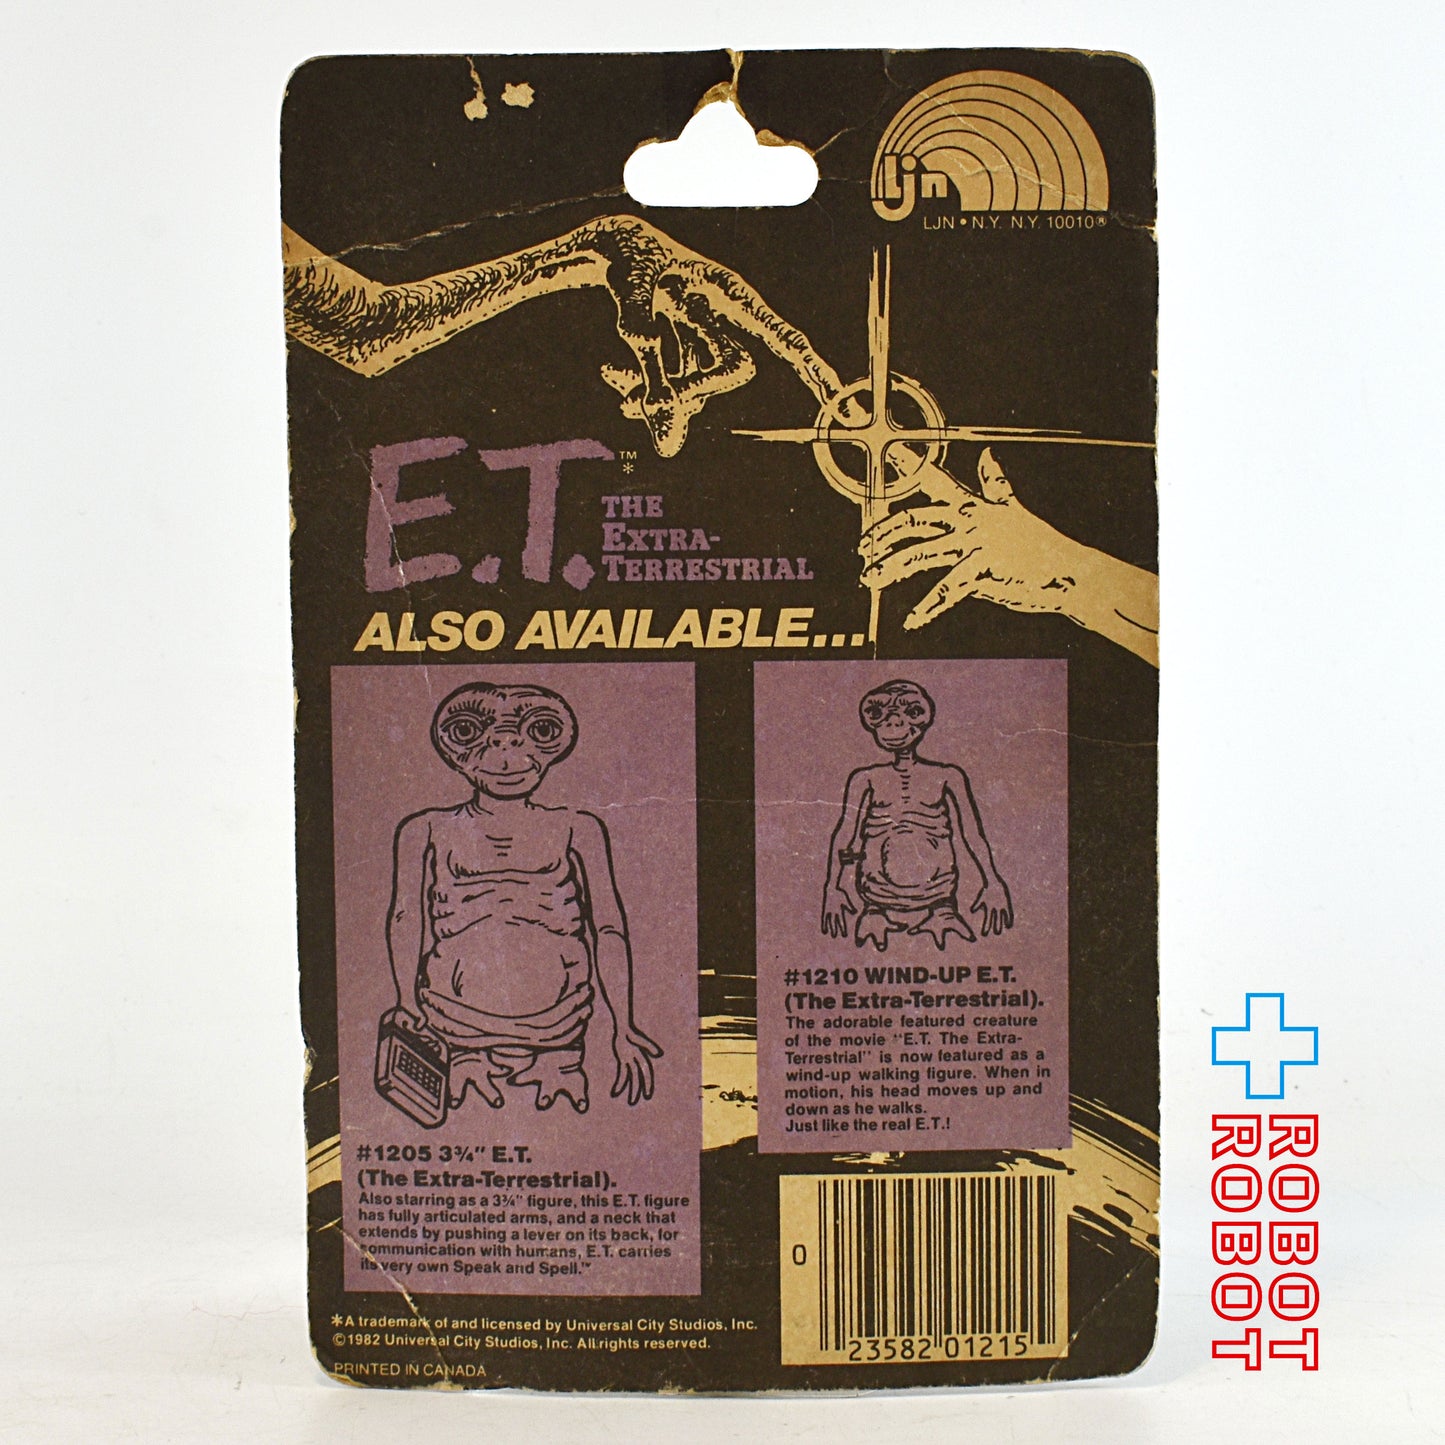 ljn
LJN • N.Y. N.Y. 10010®
E.T.™
*
THE
EXTRA-
TERRESTRIAL
ALSO AVAILABLE...
#1205 3¾" E.T.
(The Extra-Terrestrial).
Also starring as a 3¾" figure, this E.T. figure
has fully articulated arms, and a neck that
extends by pushing a lever on its back, for
communication with humans, E.T. carries
its very own Speak and Spell.™
#1210 WIND-UP E.T.
(The Extra-Terrestrial).
The adorable featured creature
of the movie "E.T. The Extra-
Terrestrial" is now featured as a
wind-up walking figure. When in
motion, his head moves up and
down as he walks.
Just like the real E.T.!
0
23582 01215
*A trademark of and licensed by Universal City Studios, Inc.
©1982 Universal City Studios, Inc. All rights reserved.
PRINTED IN CANADA
ROBOT
ROBOT